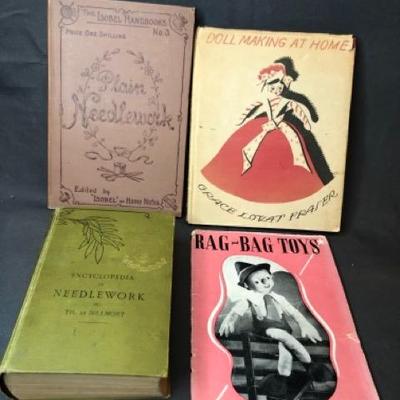 THE ISOBEL HANDBOOKS
PRICE ONE SHILLING
No. 3
Plain
Needlework
Edited by "ISOBEL" of Home Notes
DOLL MAKING AT HOME
GRACE LOVAT FRASER
ENCYCLOPEDIA
OF
NEEDLEWORK
BY
TH. DE DILLMONT
RAG-BAG TOYS